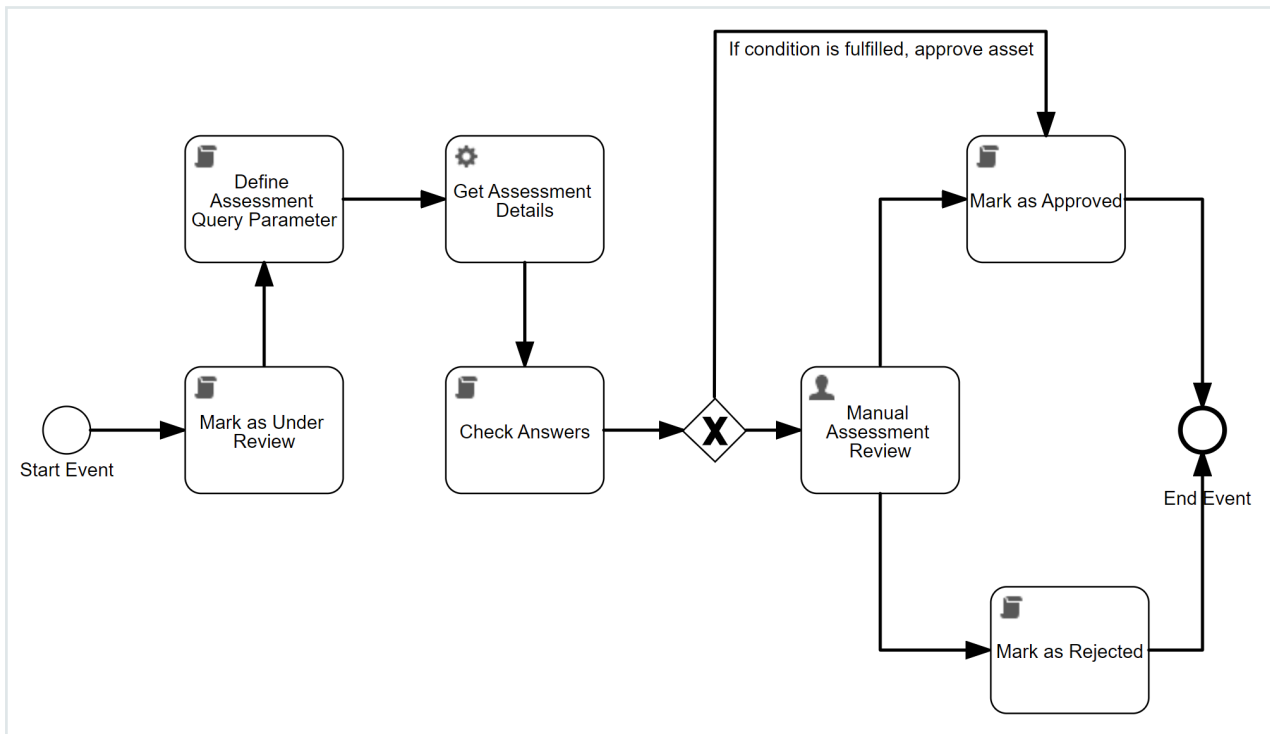 If condition is fulfilled, approve asset
Define
Assessment
Query Parameter
Get Assessment
Details
Mark as Approved
Start Event
Mark as Under
Review
Check Answers
X
Manual
Assessment
Review
End Event
Mark as Rejected